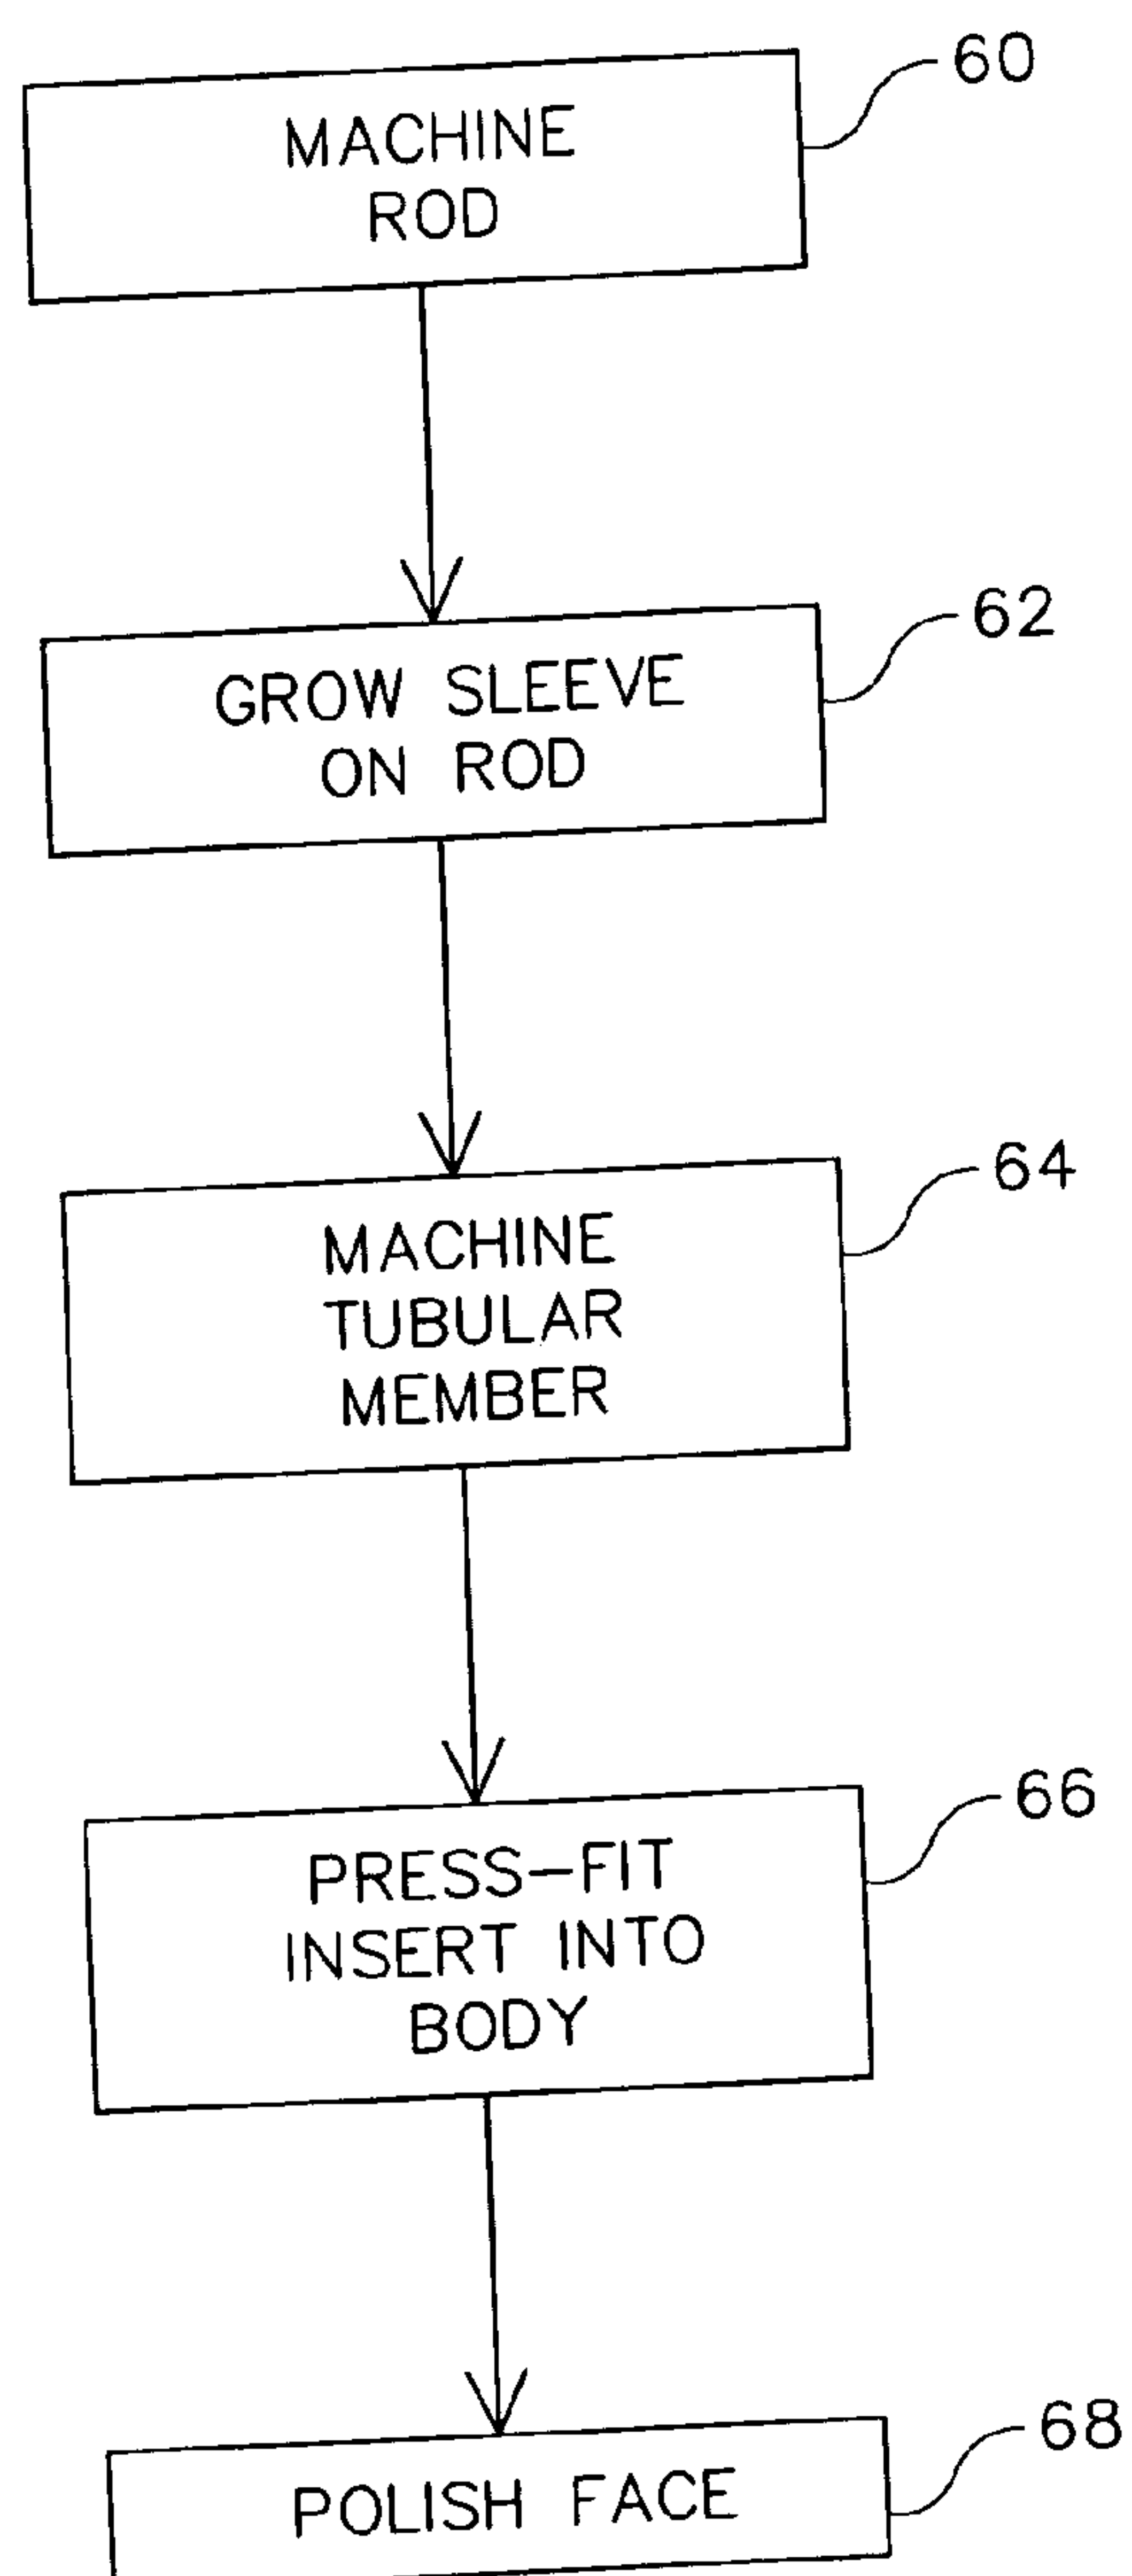 60
MACHINE
ROD
62
GROW SLEEVE
ON ROD
64
MACHINE
TUBULAR
MEMBER
66
PRESS-FIT
INSERT INTO
BODY
68
POLISH FACE